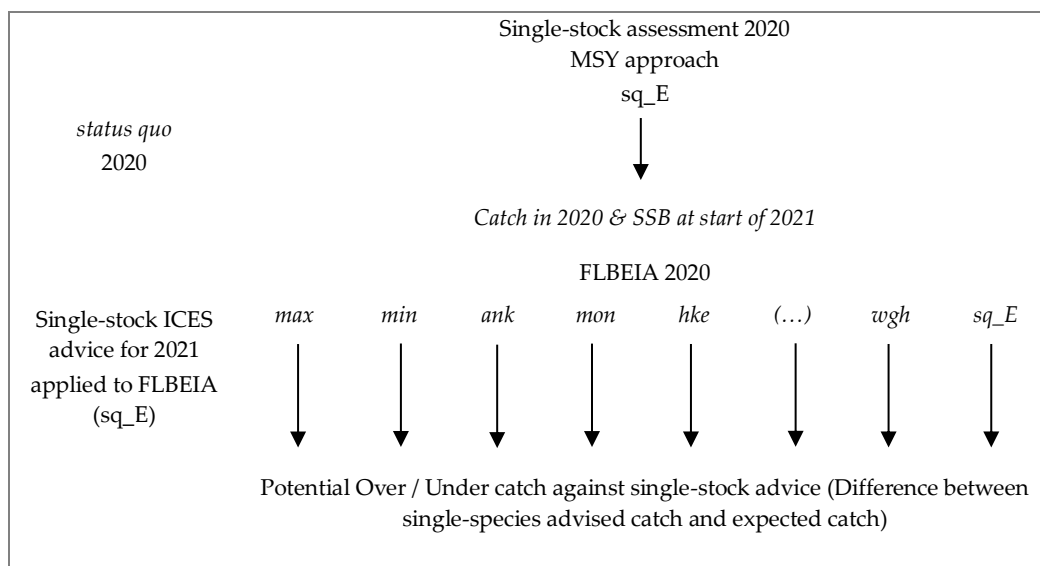 Single-stock assessment 2020
MSY approach
sq_E
status quo
2020
Catch in 2020 & SSB at start of 2021
FLBEIA 2020
Single-stock ICES
advice for 2021
applied to FLBEIA
(sq_E)
max min ank mon hke (…) wgh sq_E
Potential Over / Under catch against single-stock advice (Difference between
single-species advised catch and expected catch)